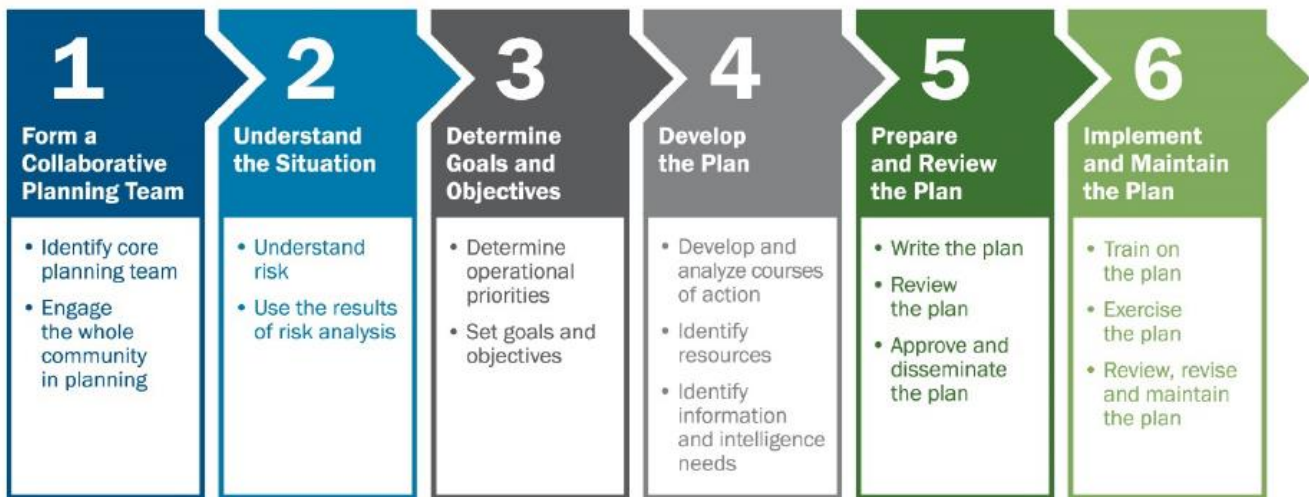 1
Form a
Collaborative
Planning Team
• Identify core
planning team
• Engage
the whole
community
in planning
2
Understand
the Situation
• Understand
risk
• Use the results
of risk analysis
3
Determine
Goals and
Objectives
• Determine
operational
priorities
• Set goals and
objectives
4
Develop
the Plan
• Develop and
analyze courses
of action
• Identify
resources
• Identify
information
and intelligence
needs
5
Prepare
and Review
the Plan
• Write the plan
• Review
the plan
• Approve and
disseminate
the plan
6
Implement
and Maintain
the Plan
• Train on
the plan
• Exercise
the plan
• Review, revise
and maintain
the plan